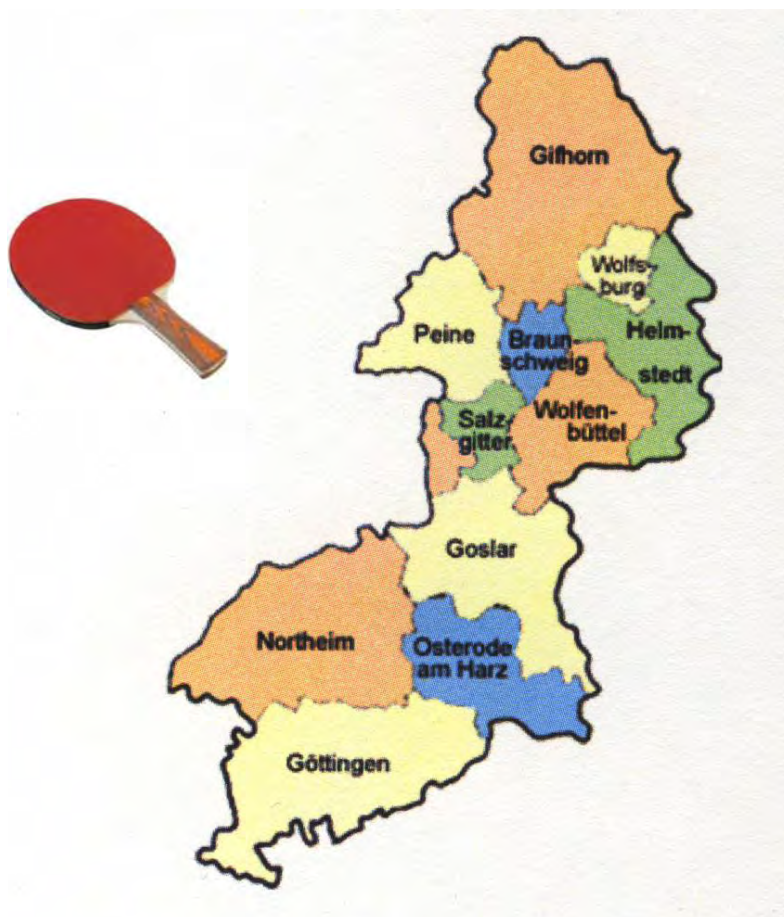 Gifhorn
Wolfs-
burg
Peine
Braun-
schweig
Helm-
stedt
Salz-
gitter
Wolfen-
büttel
Goslar
Northeim
Osterode
am Harz
Göttingen